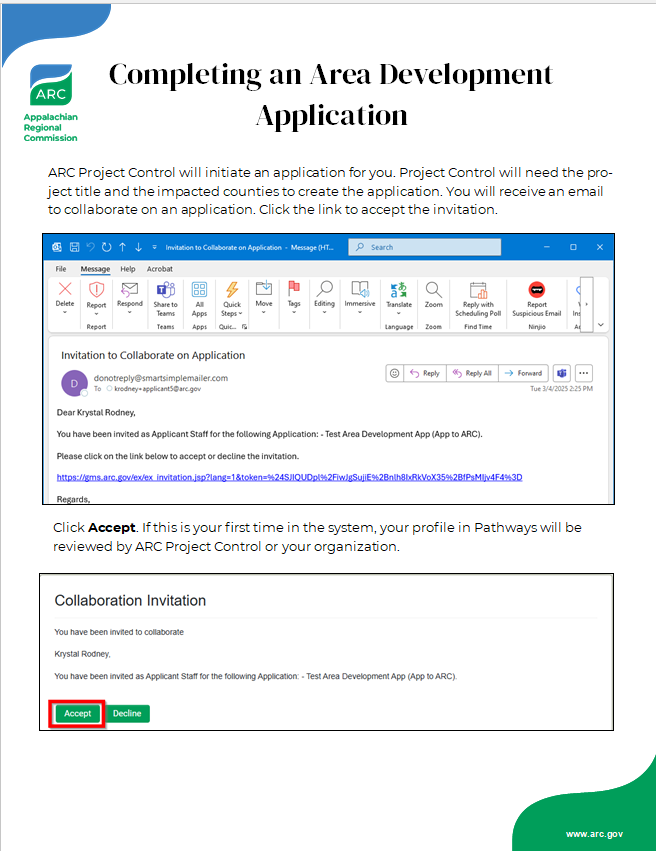 Completing an Area Development
Application
ARC
Appalachian
Regional
Commission
ARC Project Control will initiate an application for you. Project Control will need the pro-
ject title and the impacted counties to create the application. You will receive an email
to collaborate on an application. Click the link to accept the invitation.
Invitation to Collaborate on Application - Message (HT...
Search
File Message Help Acrobat
Delete
Report
Respond
Share to
Teams
All
Apps
Quick
Steps
Move
Tags
Editing
Immersive
Translate
Zoom
Reply with
Scheduling Poll
Report
Suspicious Email
Report Teams Apps Quic... Language Zoom Find Time Ninjio
Invitation to Collaborate on Application
D
donotreply@smartsimplemailer.com
To krodney+applicant5@arc.gov
Reply Reply All Forward
Tue 3/4/2025 2:25 PM
Dear Krystal Rodney,
You have been invited as Applicant Staff for the following Application: - Test Area Development App (App to ARC).
Please click on the link below to accept or decline the invitation.
https://gms.arc.gov/ex/ex_invitation.jsp?lang=1&token=%24SJIQUDpl%2FiwJgSujiE%2Bnlh8IxRkVoX35%2BfPsMljv4F4%3D
Regards,
Click Accept. If this is your first time in the system, your profile in Pathways will be
reviewed by ARC Project Control or your organization.
Collaboration Invitation
You have been invited to collaborate
Krystal Rodney,
You have been invited as Applicant Staff for the following Application: - Test Area Development App (App to ARC).
Accept Decline
www.arc.gov